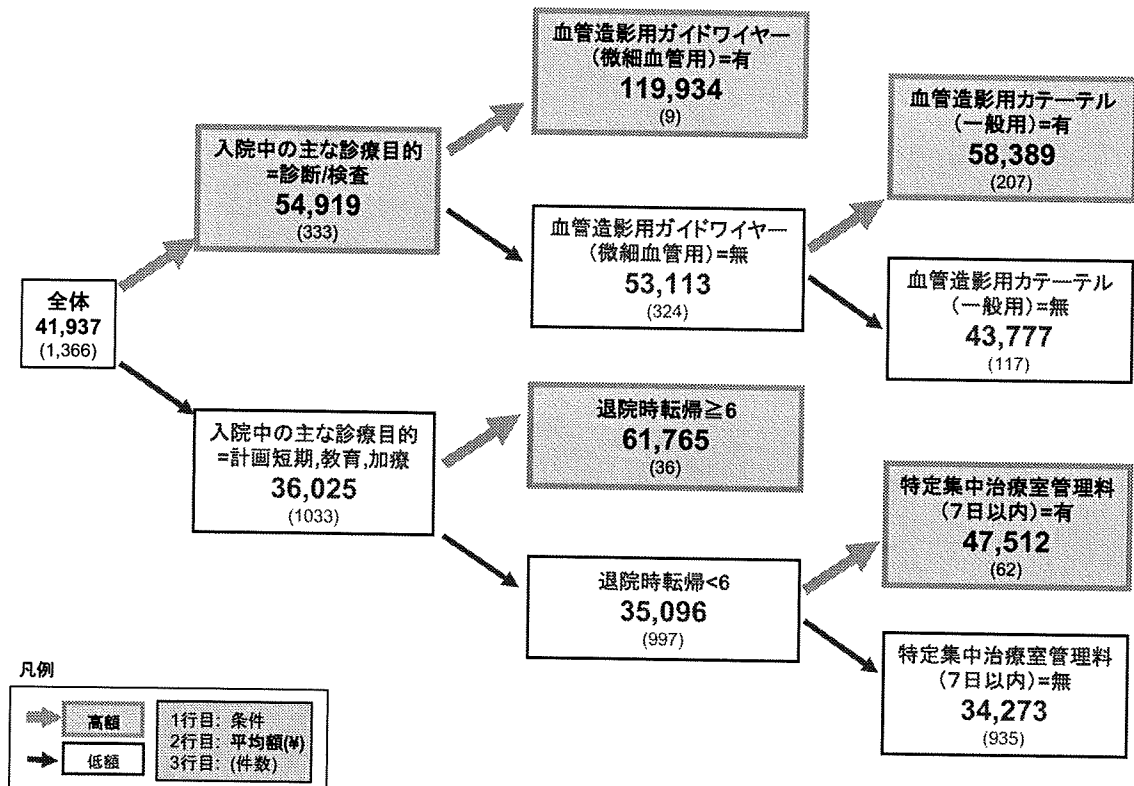 全体
41,937
(1,366)
入院中の主な診療目的
=診断/検査
54,919
(333)
入院中の主な診療目的
=計画短期,教育,加療
36,025
(1033)
血管造影用ガイドワイヤー
(微細血管用)=有
119,934
(9)
血管造影用ガイドワイヤー
(微細血管用)=無
53,113
(324)
退院時転帰≧6
61,765
(36)
退院時転帰<6
35,096
(997)
血管造影用カテーテル
(一般用)=有
58,389
(207)
血管造影用カテーテル
(一般用)=無
43,777
(117)
特定集中治療室管理料
(7日以内)=有
47,512
(62)
特定集中治療室管理料
(7日以内)=無
34,273
(935)
凡例
高額
低額
1行目: 条件
2行目: 平均額(¥)
3行目: (件数)